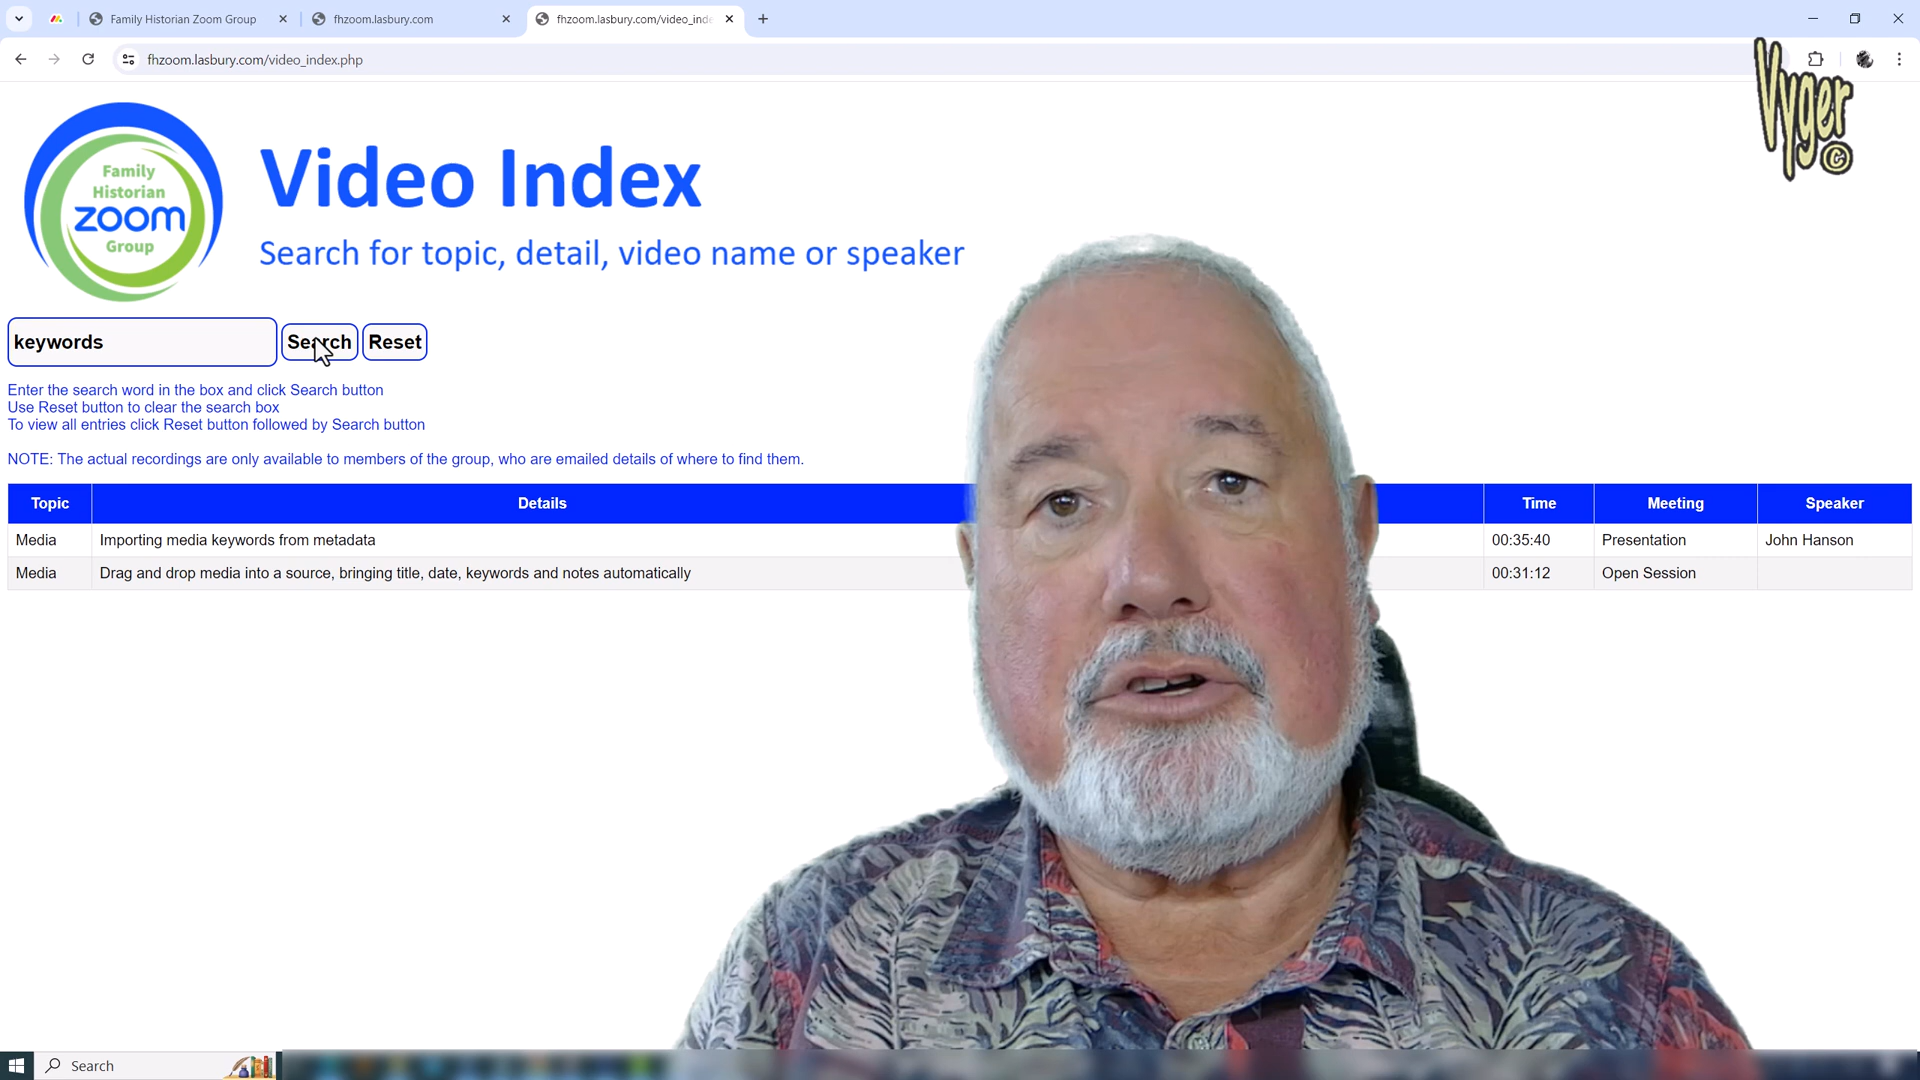 Family Historian Zoom Group
fhzoom.lasbury.com
fhzoom.lasbury.com/video_inde
fhzoom.lasbury.com/video_index.php
Vyger ©
Family
Historian
zoom
Group
Video Index
Search for topic, detail, video name or speaker
keywords
Search
Reset
Enter the search word in the box and click Search button
Use Reset button to clear the search box
To view all entries click Reset button followed by Search button
NOTE: The actual recordings are only available to members of the group, who are emailed details of where to find them.
Topic Details Time Meeting Speaker
Media Importing media keywords from metadata 00:35:40 Presentation John Hanson
Media Drag and drop media into a source, bringing title, date, keywords and notes automatically 00:31:12 Open Session
Search